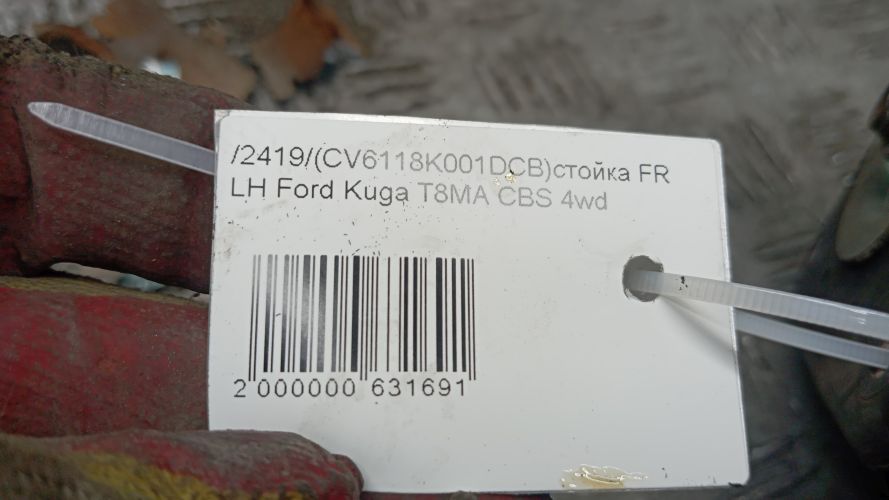 /2419/(CV6118K001DCB)стойка FR
LH Ford Kuga T8MA CBS 4wd
2 000000 631691